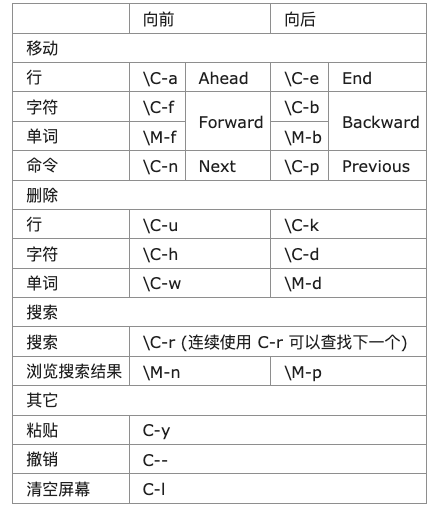 向前 向后
移动
行 \C-a Ahead \C-e End
字符 \C-f Forward \C-b Backward
单词 \M-f \M-b
命令 \C-n Next \C-p Previous
删除
行 \C-u \C-k
字符 \C-h \C-d
单词 \C-w \M-d
搜索
搜索 \C-r (连续使用 C-r 可以查找下一个)
浏览搜索结果 \M-n \M-p
其它
粘贴 C-y
撤销 C--
清空屏幕 C-l